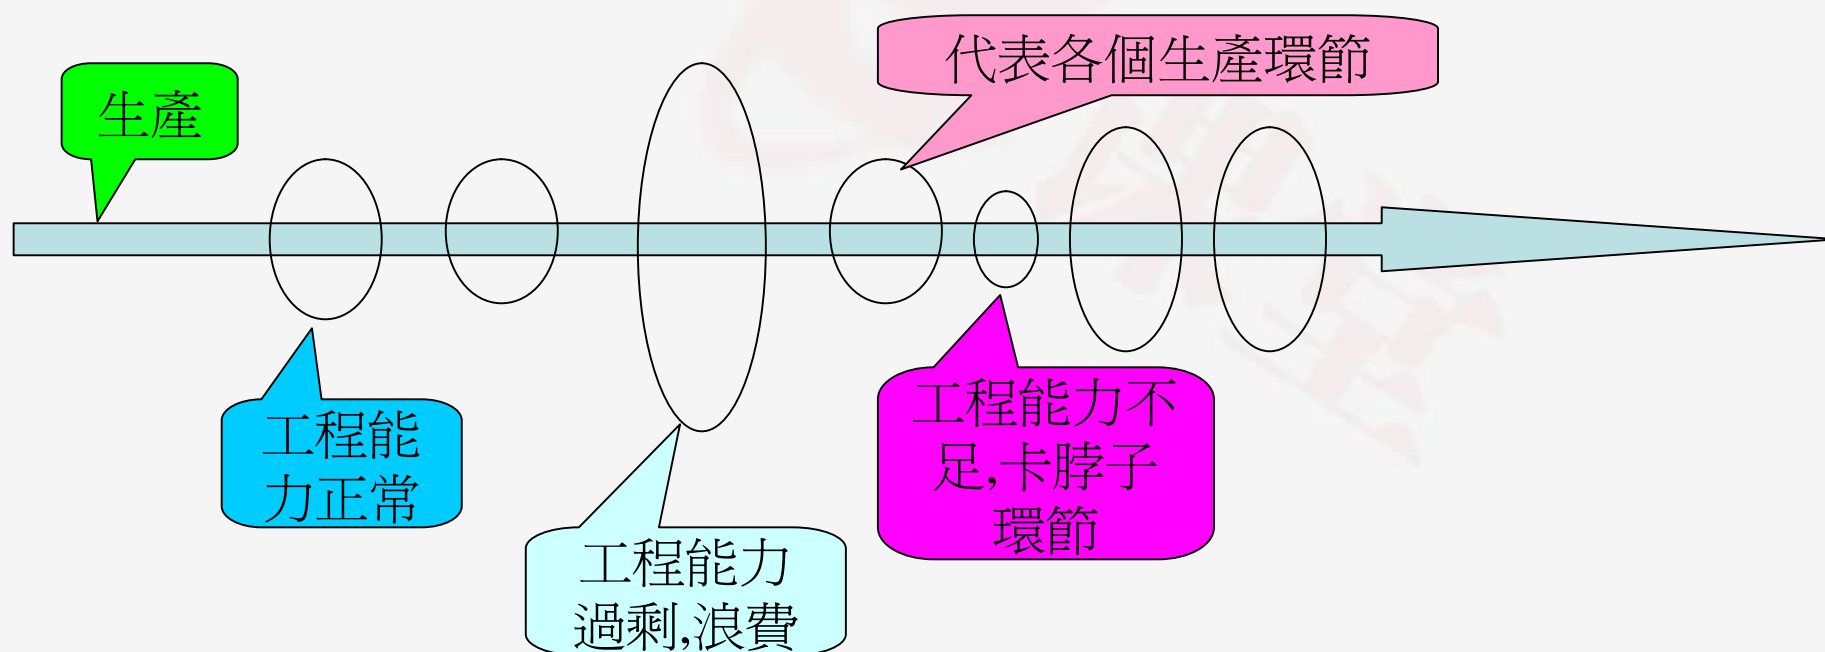 代表各個生產環節
生產
工程能
力正常
工程能力不
足,卡脖子
環節
工程能力
過剩,浪費